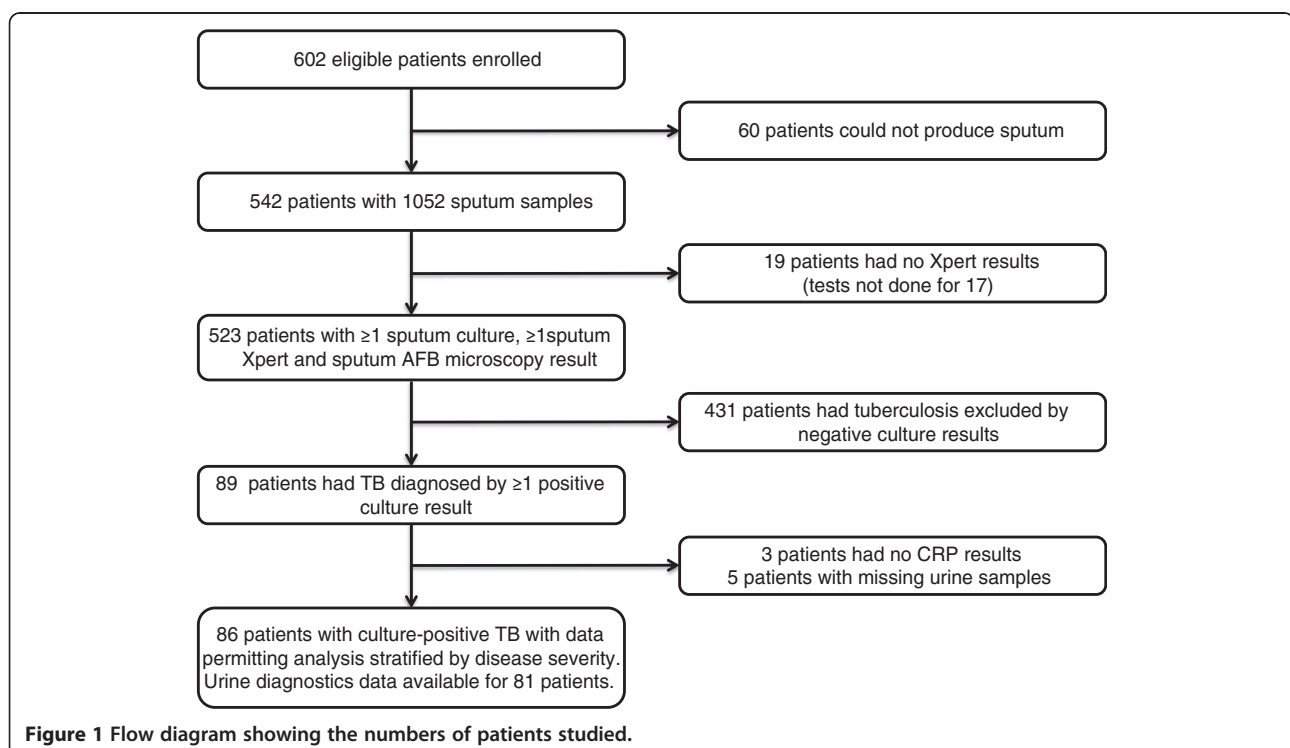 602 eligible patients enrolled
60 patients could not produce sputum
542 patients with 1052 sputum samples
19 patients had no Xpert results
(tests not done for 17)
523 patients with ≥1 sputum culture, ≥1sputum
Xpert and sputum AFB microscopy result
431 patients had tuberculosis excluded by
negative culture results
89 patients had TB diagnosed by ≥1 positive
culture result
3 patients had no CRP results
5 patients with missing urine samples
86 patients with culture-positive TB with data
permitting analysis stratified by disease severity.
Urine diagnostics data available for 81 patients.
Figure 1 Flow diagram showing the numbers of patients studied.